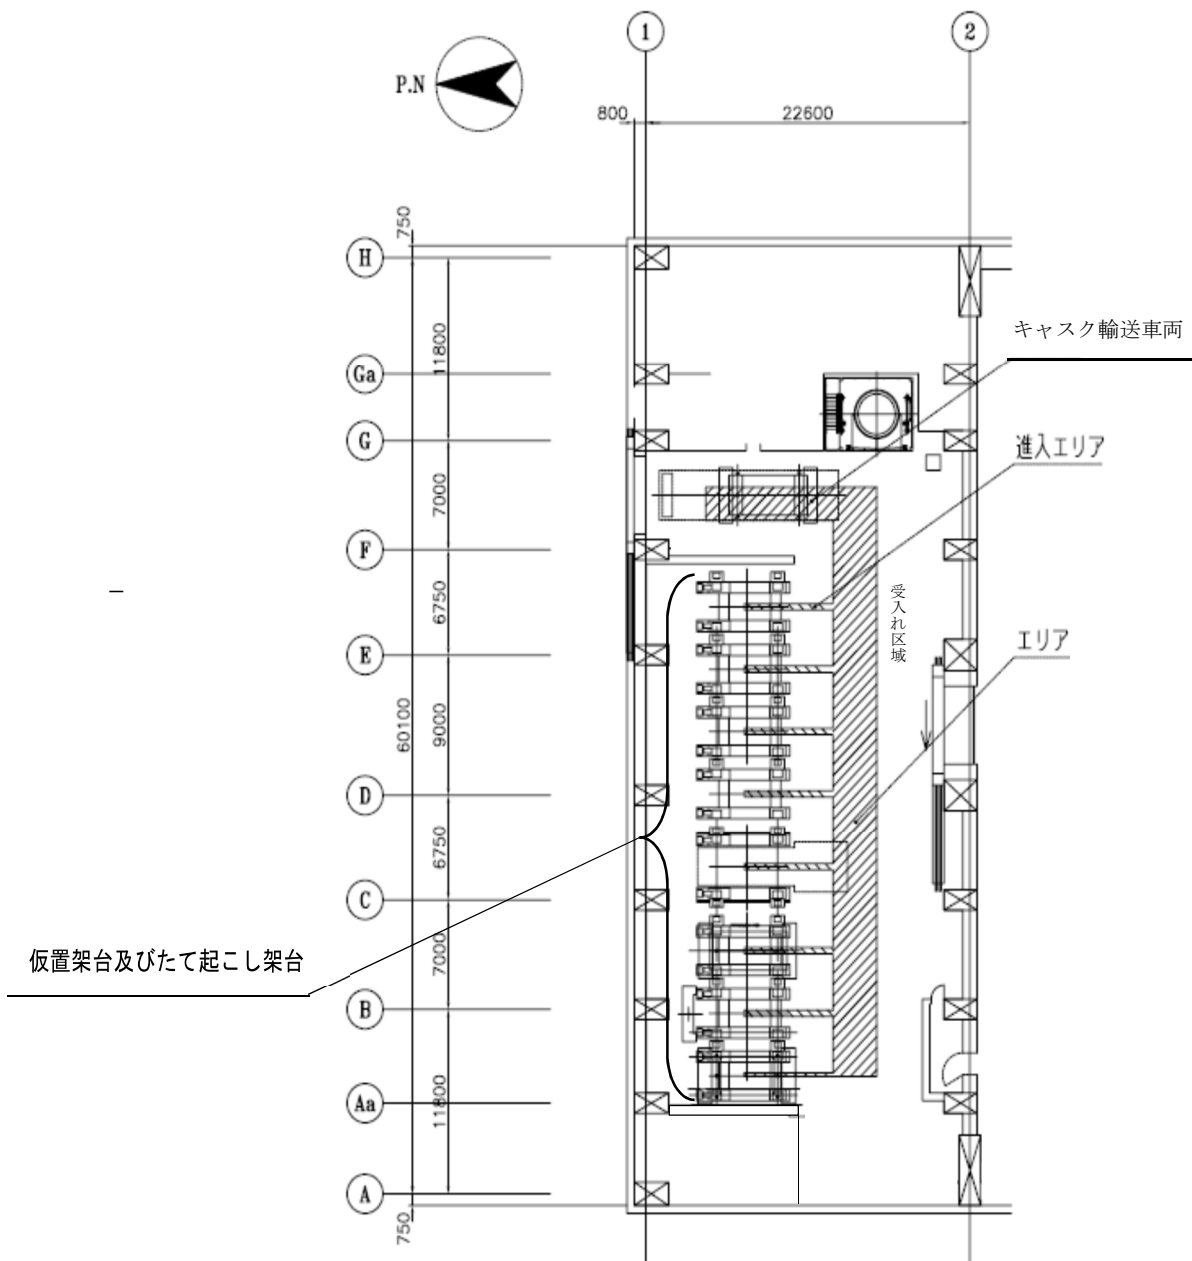 1
2
P.N
800
22600
750
H
11800
Ga
G
7000
F
6750
E
60100
9000
D
6750
C
7000
B
11800
Aa
A
750
キャスク輸送車両
進入エリア
受入れ区域
エリア
仮置架台及びたて起こし架台